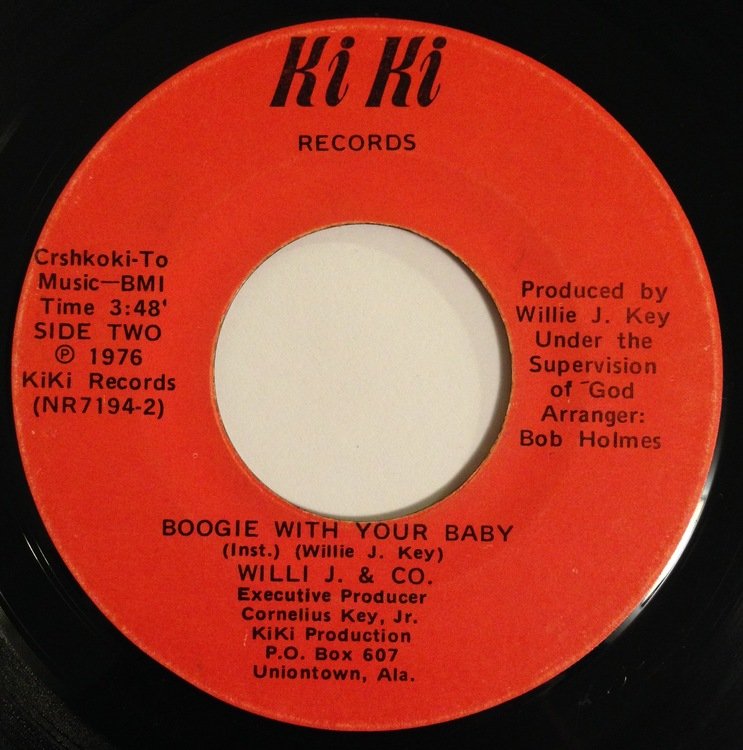 Ki Ki
RECORDS
Crshkoki-To
Music—BMI
Time 3:48'
SIDE TWO
℗ 1976
KiKi Records
(NR7194-2)
Produced by
Willie J. Key
Under the
Supervision
of God
Arranger:
Bob Holmes
BOOGIE WITH YOUR BABY
(Inst.) (Willie J. Key)
WILLI J. & CO.
Executive Producer
Cornelius Key, Jr.
KiKi Production
P.O. Box 607
Uniontown, Ala.